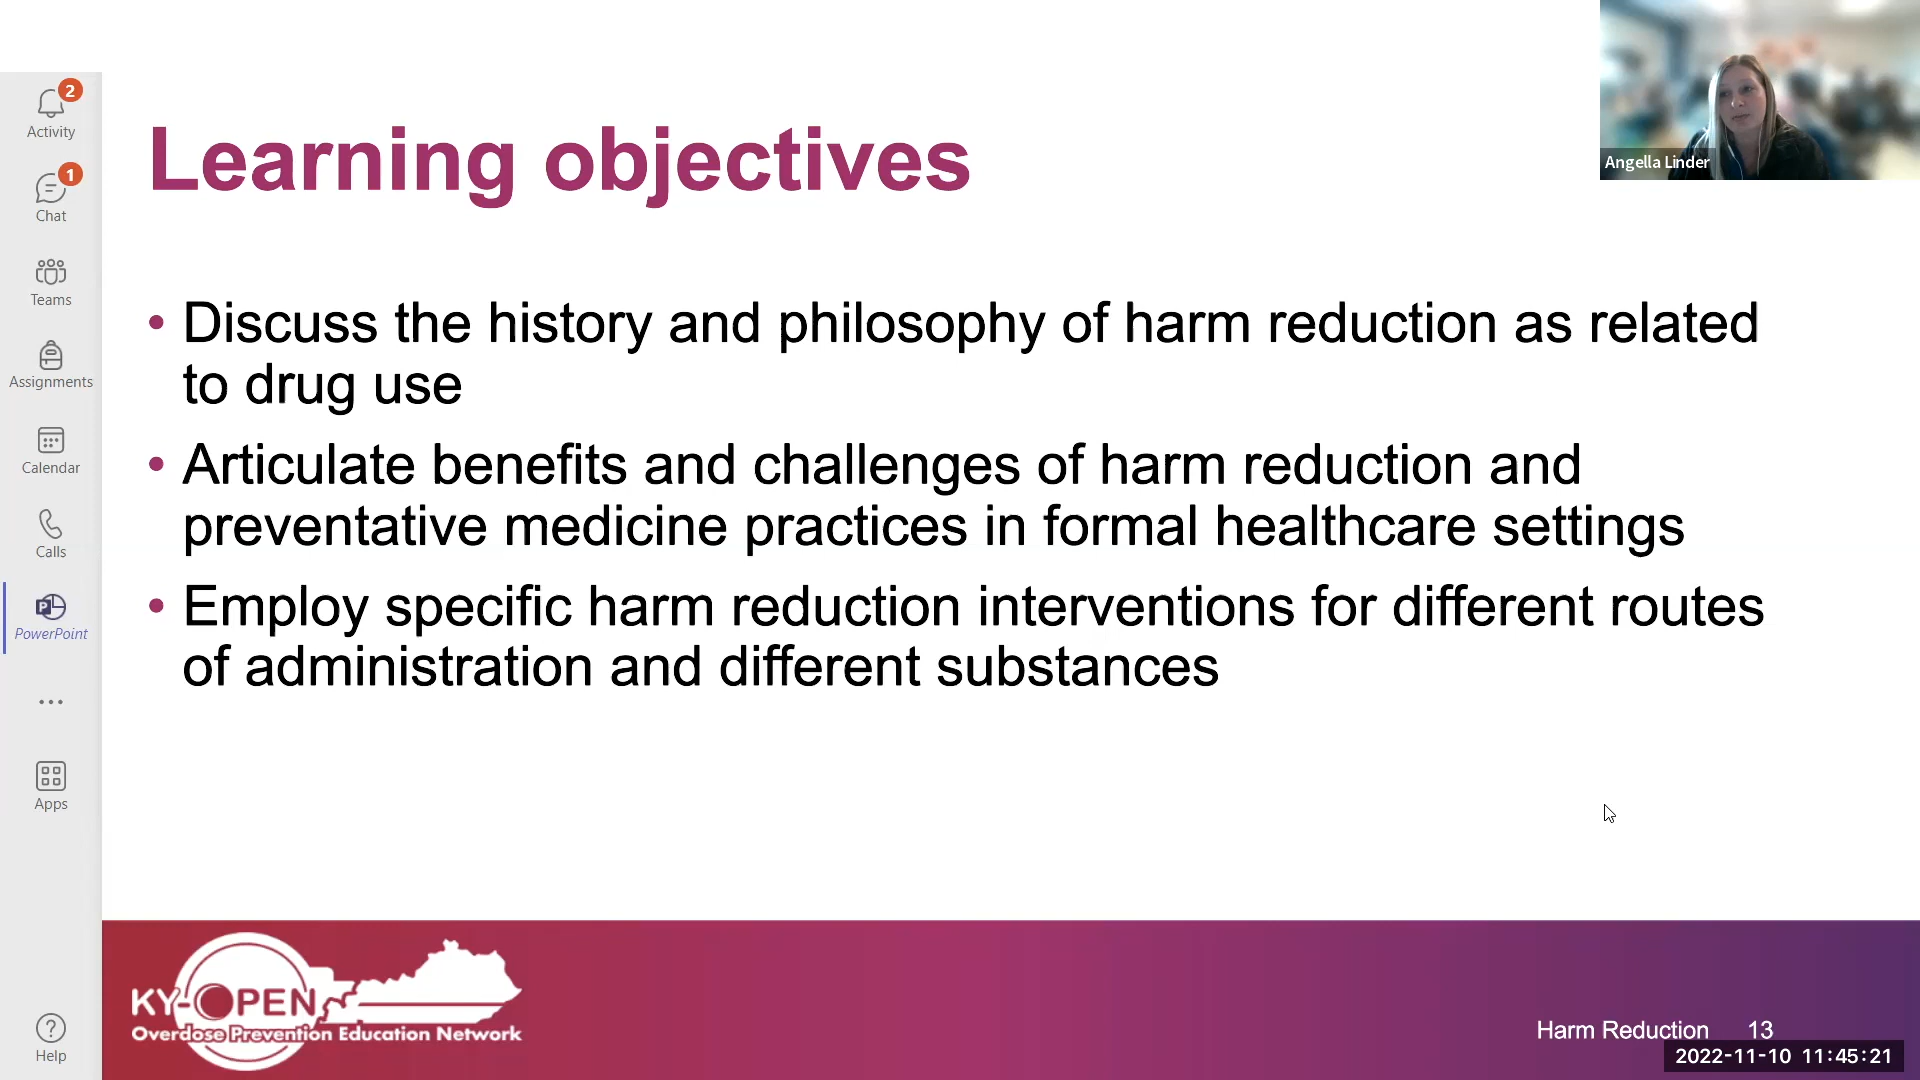 2
Activity
1
Chat
Teams
Assignments
Calendar
Calls
PowerPoint
Apps
Help
Angella Linder
Learning objectives
• Discuss the history and philosophy of harm reduction as related
to drug use
• Articulate benefits and challenges of harm reduction and
preventative medicine practices in formal healthcare settings
• Employ specific harm reduction interventions for different routes
of administration and different substances
KY-OPEN
Overdose Prevention Education Network
Harm Reduction 13
2022-11-10 11:45:21